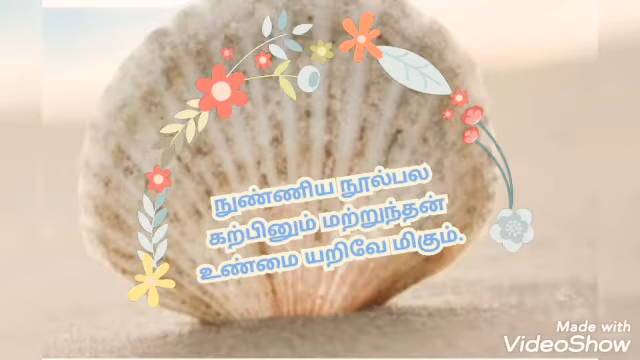 நுண்ணிய நூல்பல
கற்பினும் மற்றுந்தன்
உண்மை யறிவே மிகும்.
Made with
VideoShow